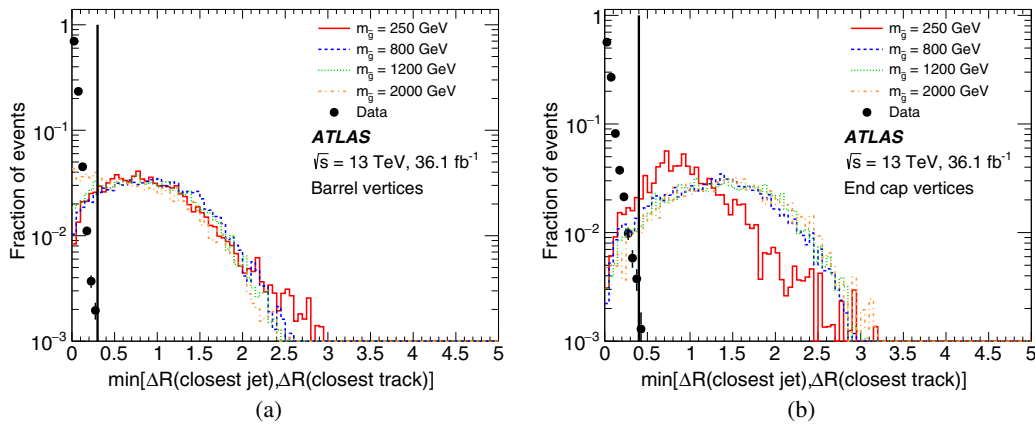 Fraction of events
1
10⁻¹
10⁻²
10⁻³
m_g̃ = 250 GeV
m_g̃ = 800 GeV
m_g̃ = 1200 GeV
m_g̃ = 2000 GeV
Data
ATLAS
√s = 13 TeV, 36.1 fb⁻¹
Barrel vertices
0 0.5 1 1.5 2 2.5 3 3.5 4 4.5 5
min[ΔR(closest jet),ΔR(closest track)]
(a)
Fraction of events
1
10⁻¹
10⁻²
10⁻³
m_g̃ = 250 GeV
m_g̃ = 800 GeV
m_g̃ = 1200 GeV
m_g̃ = 2000 GeV
Data
ATLAS
√s = 13 TeV, 36.1 fb⁻¹
End cap vertices
0 0.5 1 1.5 2 2.5 3 3.5 4 4.5 5
min[ΔR(closest jet),ΔR(closest track)]
(b)